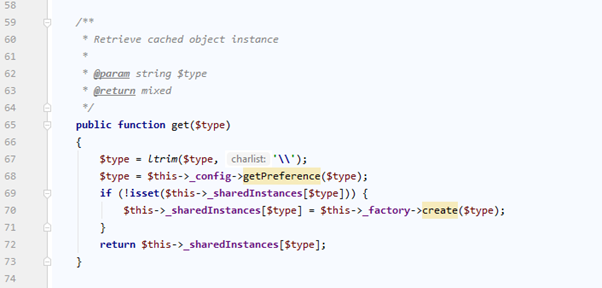 58
59 /**
60 * Retrieve cached object instance
61 *
62 * @param string $type
63 * @return mixed
64 */
65 public function get($type)
66 {
67 $type = ltrim($type, charlist: '\\');
68 $type = $this->_config->getPreference($type);
69 if (!isset($this->_sharedInstances[$type])) {
70 $this->_sharedInstances[$type] = $this->_factory->create($type);
71 }
72 return $this->_sharedInstances[$type];
73 }
74